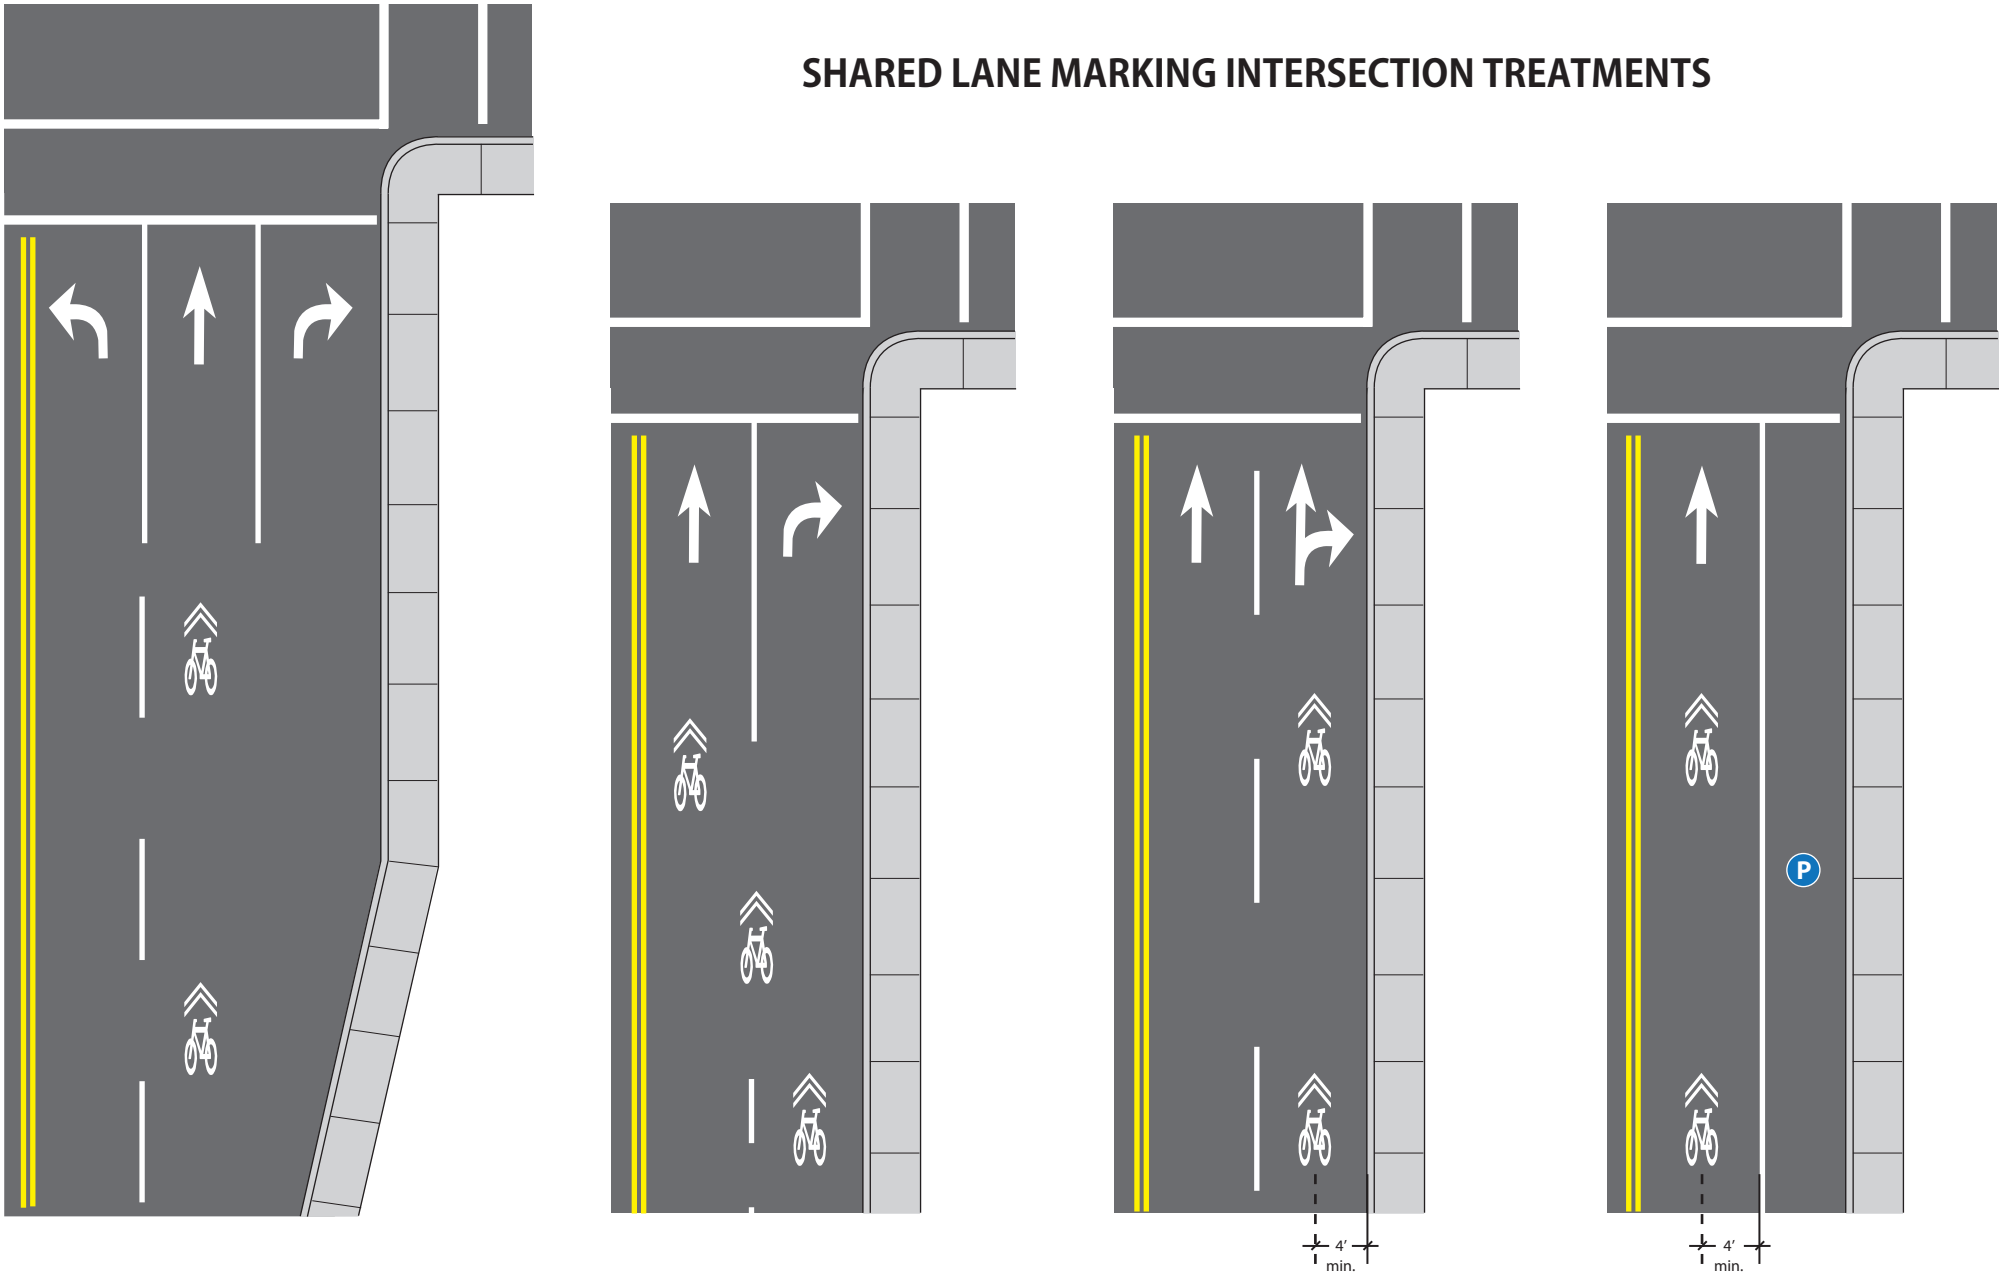 SHARED LANE MARKING INTERSECTION TREATMENTS
P
4′
min.
4′
min.